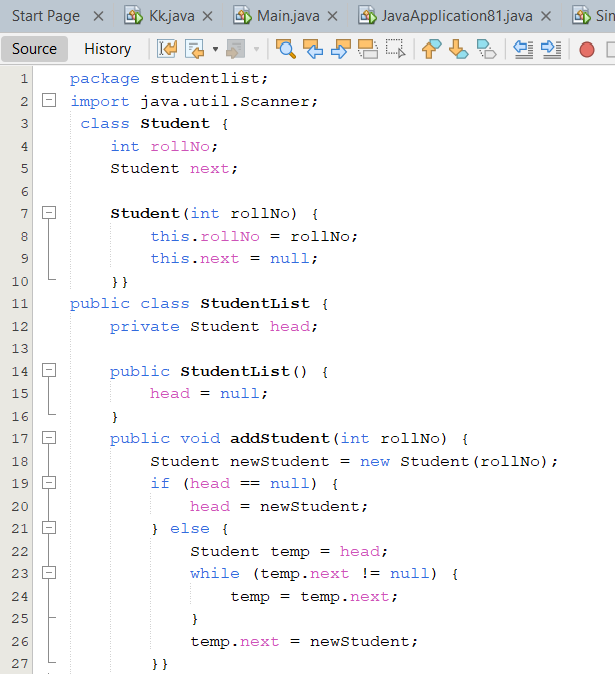 Start Page Kk.java Main.java JavaApplication81.java Sin
Source History
1 package studentlist;
2 import java.util.Scanner;
3  class Student {
4     int rollNo;
5     Student next;
6
7     Student(int rollNo) {
8         this.rollNo = rollNo;
9         this.next = null;
10     }}
11 public class StudentList {
12     private Student head;
13
14     public StudentList() {
15         head = null;
16     }
17     public void addStudent(int rollNo) {
18         Student newStudent = new Student(rollNo);
19         if (head == null) {
20             head = newStudent;
21         } else {
22             Student temp = head;
23             while (temp.next != null) {
24                 temp = temp.next;
25             }
26             temp.next = newStudent;
27         }}